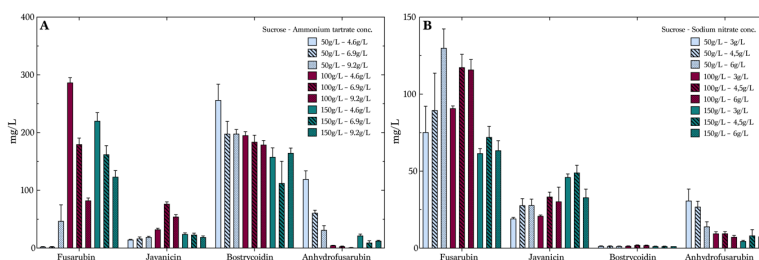 A
Sucrose - Ammonium tartrate conc.
50g/L – 4.6g/L
50g/L – 6.9g/L
50g/L – 9.2g/L
100g/L – 4.6g/L
100g/L – 6.9g/L
100g/L – 9.2g/L
150g/L – 4.6g/L
150g/L – 6.9g/L
150g/L – 9.2g/L
mg/L
400
300
200
100
0
Fusarubin Javanicin Bostrycoidin Anhydrofusarubin
B
Sucrose - Sodium nitrate conc.
50g/L – 3g/L
50g/L – 4,5g/L
50g/L – 6g/L
100g/L – 3g/L
100g/L – 4,5g/L
100g/L – 6g/L
150g/L – 3g/L
150g/L – 4,5g/L
150g/L – 6g/L
mg/L
150
100
50
0
Fusarubin Javanicin Bostrycoidin Anhydrofusarubin